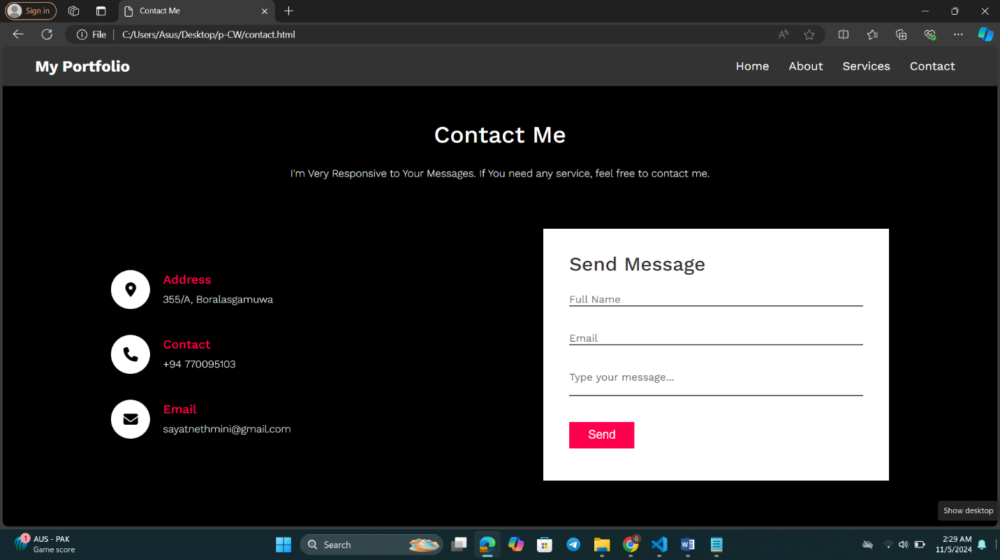 Sign in
Contact Me
File
C:/Users/Asus/Desktop/p-CW/contact.html
My Portfolio
Home About Services Contact
Contact Me
I'm Very Responsive to Your Messages. If You need any service, feel free to contact me.
Address
355/A, Boralasgamuwa
Contact
+94 770095103
Email
sayatnethmini@gmail.com
Send Message
Full Name
Email
Type your message...
Send
Show desktop
1
AUS - PAK
Game score
Search
G
2:29 AM
11/5/2024